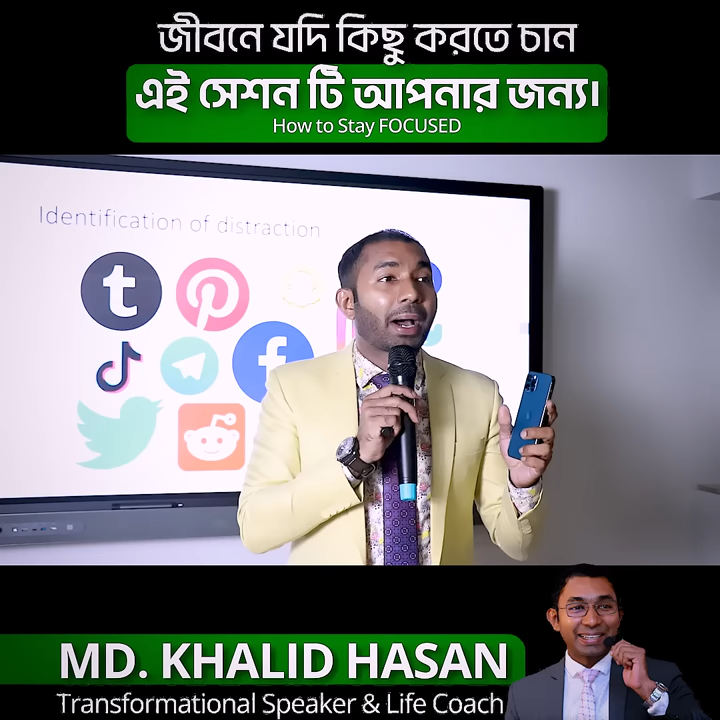 জীবনে যদি কিছু করতে চান
এই সেশন টি আপনার জন্য।
How to Stay FOCUSED
Identification of distraction
MD. KHALID HASAN
Transformational Speaker & Life Coach